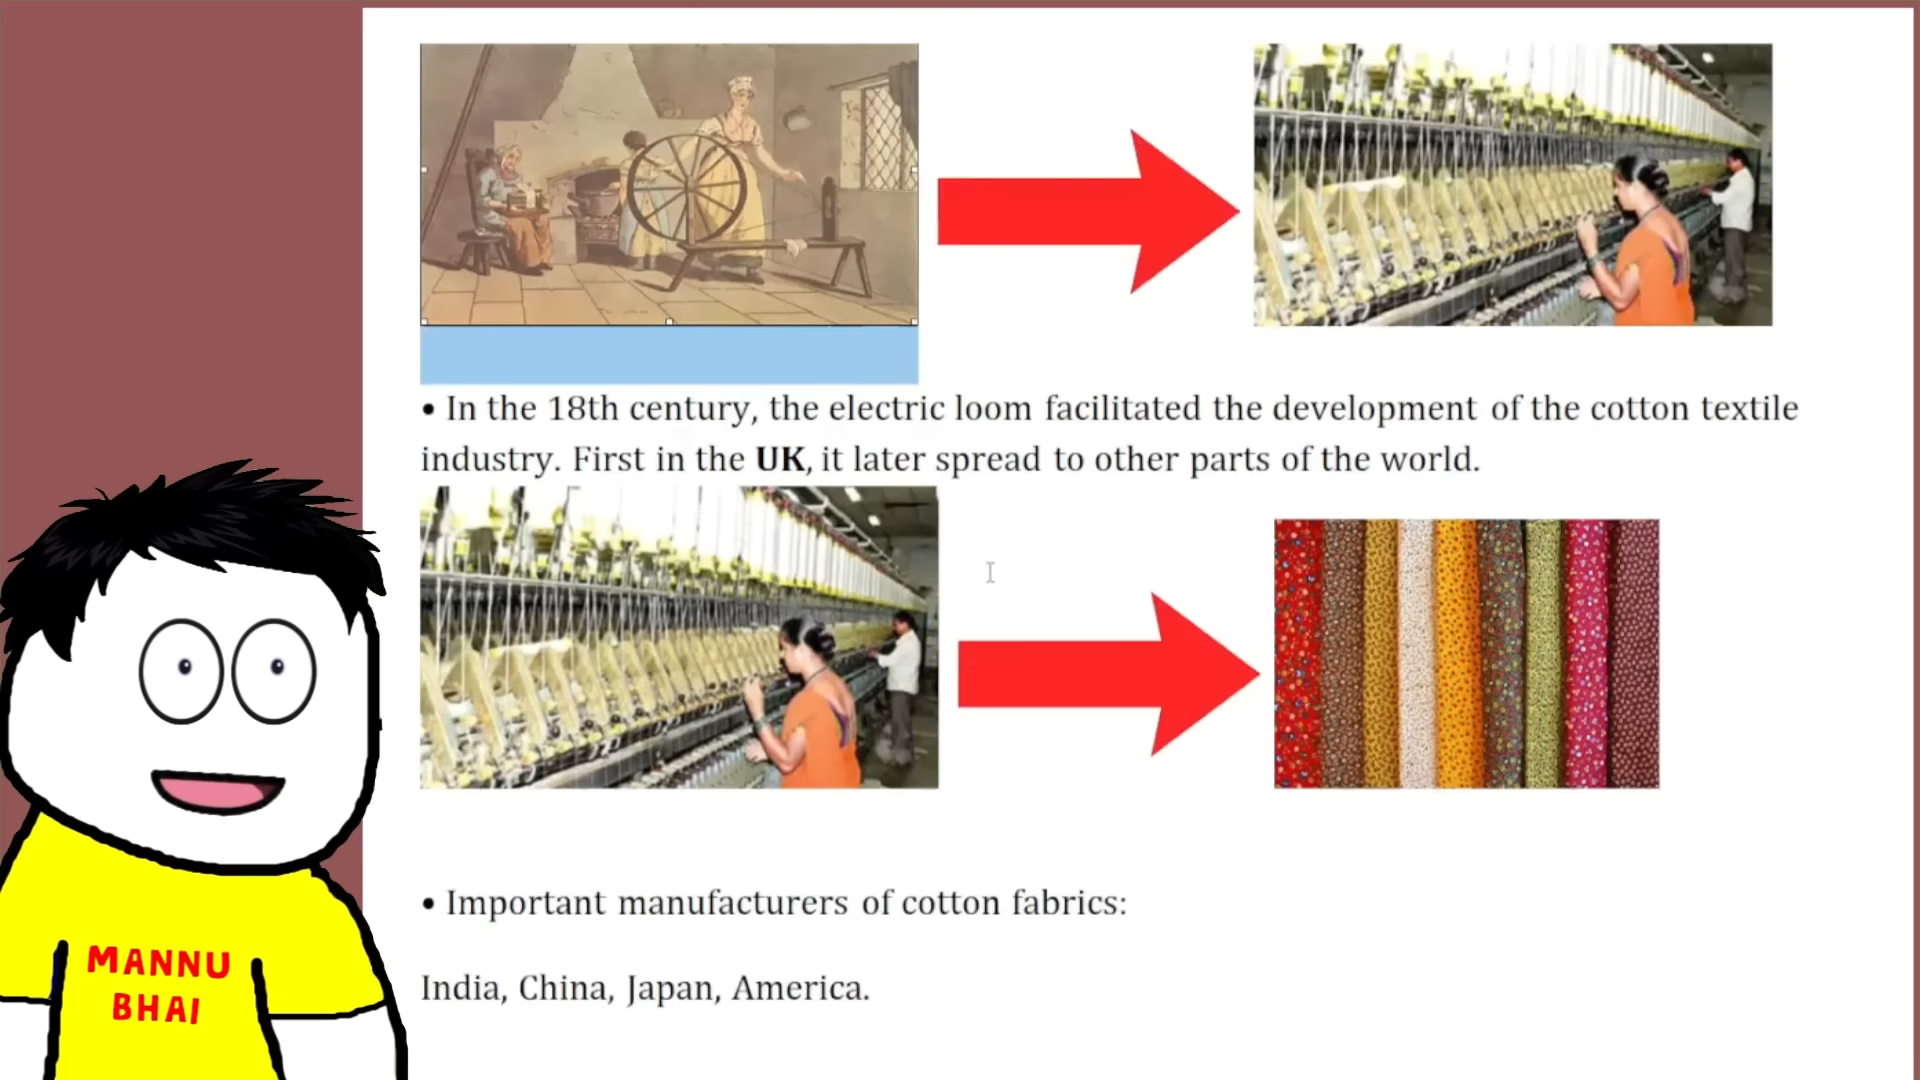 • In the 18th century, the electric loom facilitated the development of the cotton textile
industry. First in the UK, it later spread to other parts of the world.
• Important manufacturers of cotton fabrics:
India, China, Japan, America.
MANNU
BHAI